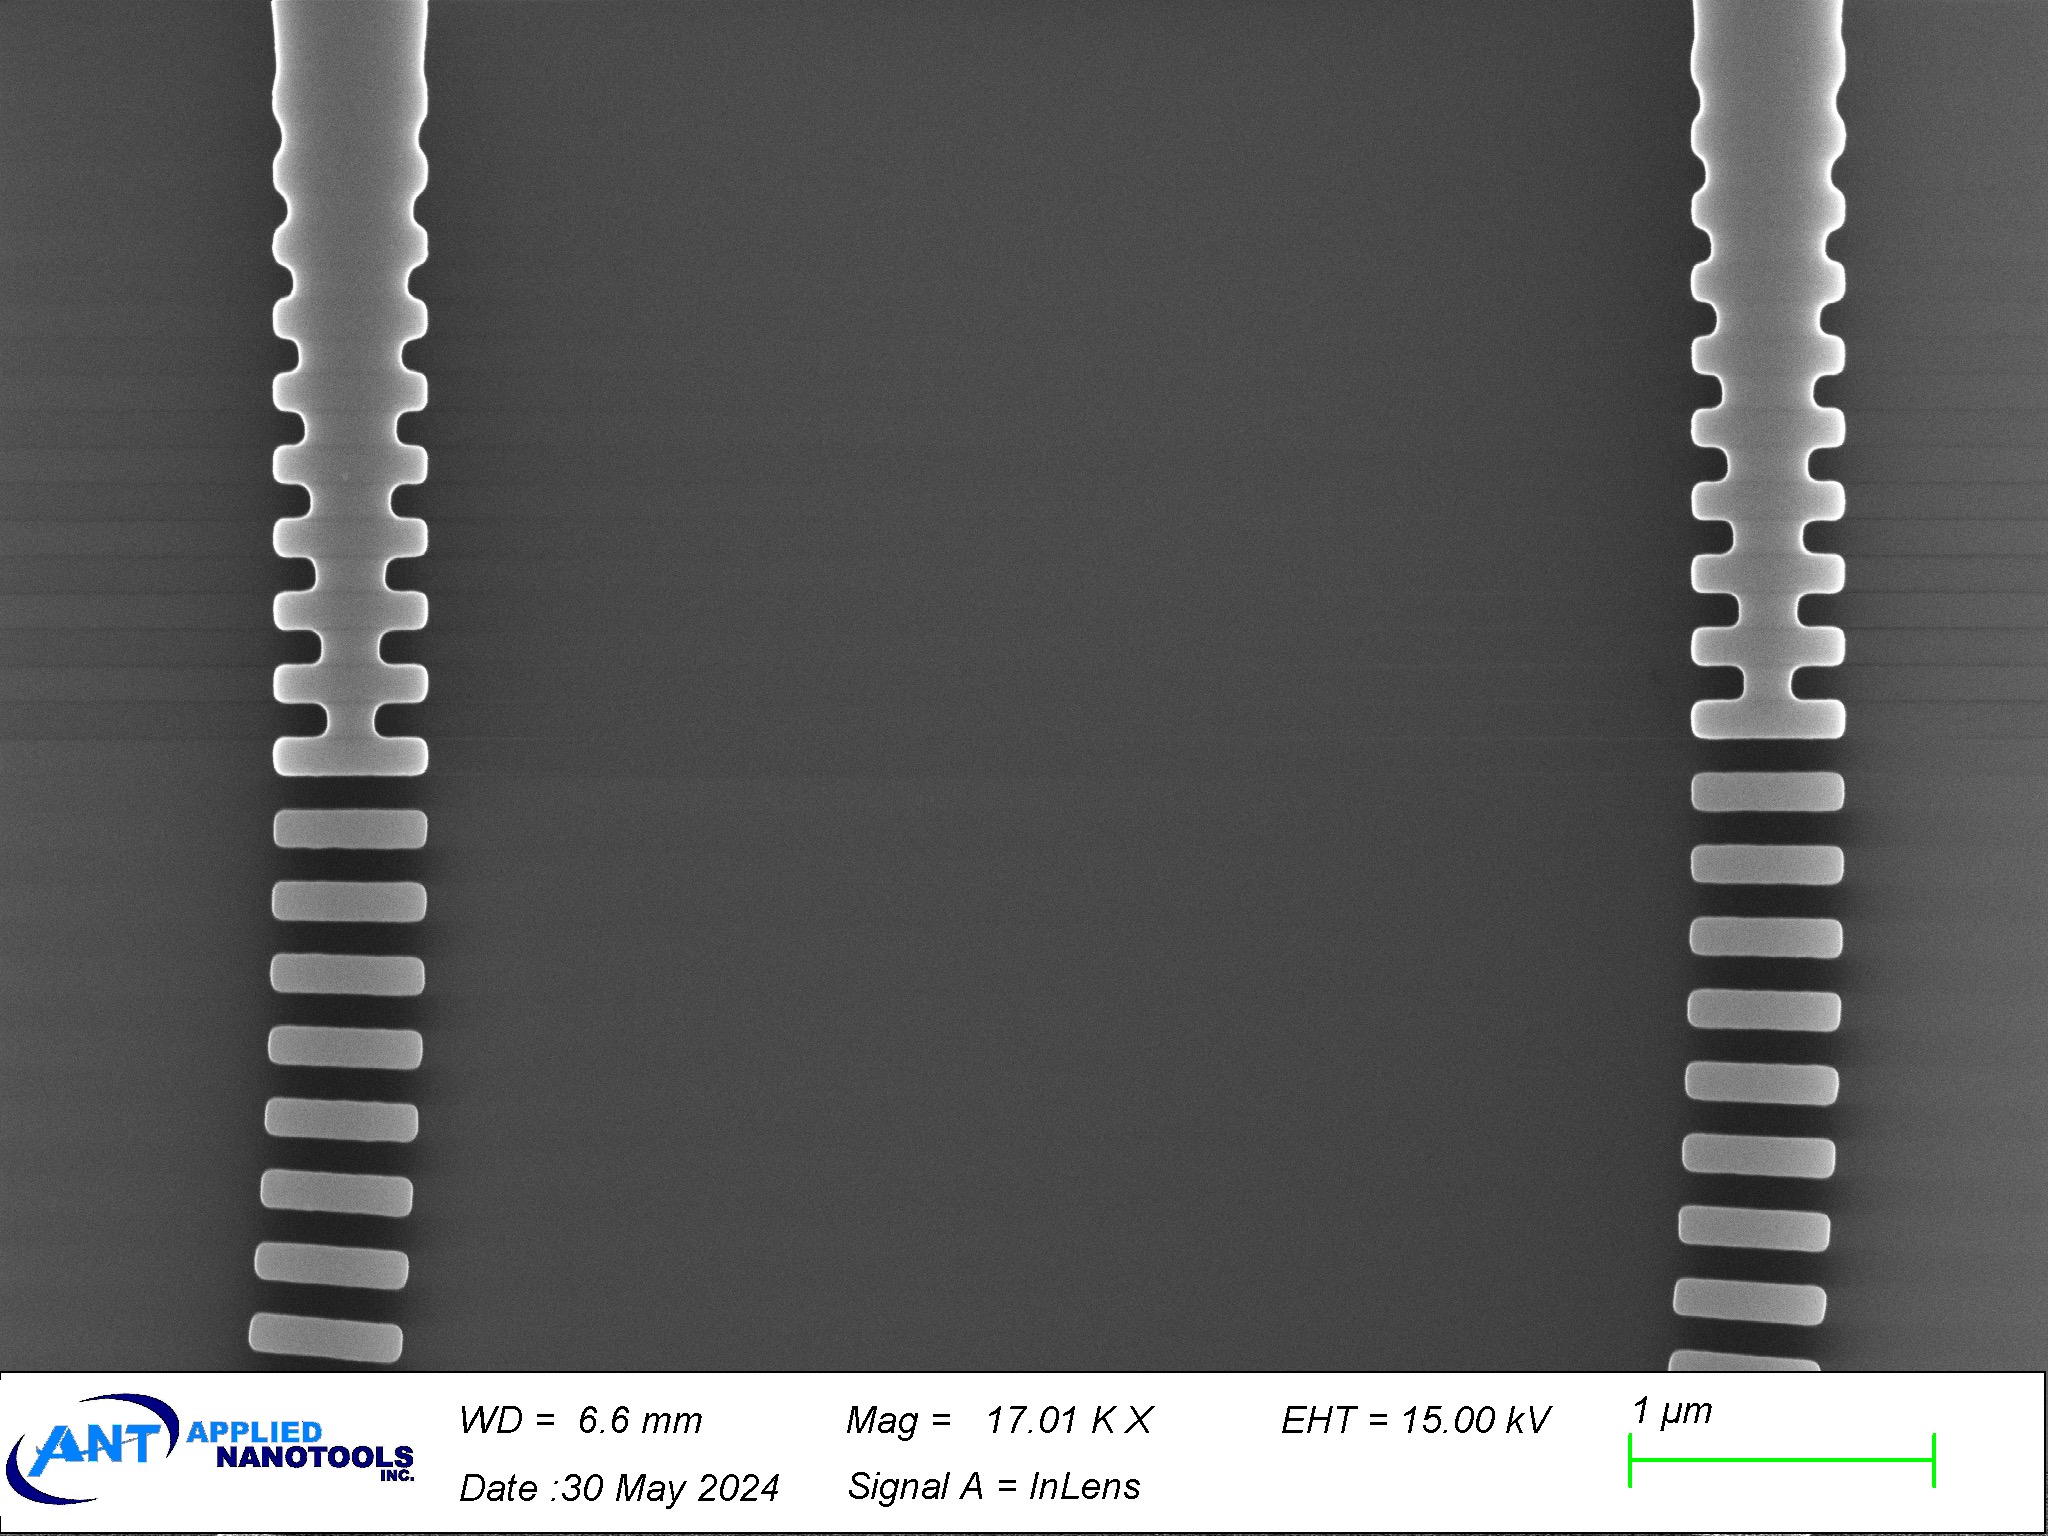 ANT APPLIED
NANOTOOLS
INC.
WD = 6.6 mm
Mag = 17.01 K X
EHT = 15.00 kV
1 µm
Date :30 May 2024
Signal A = InLens